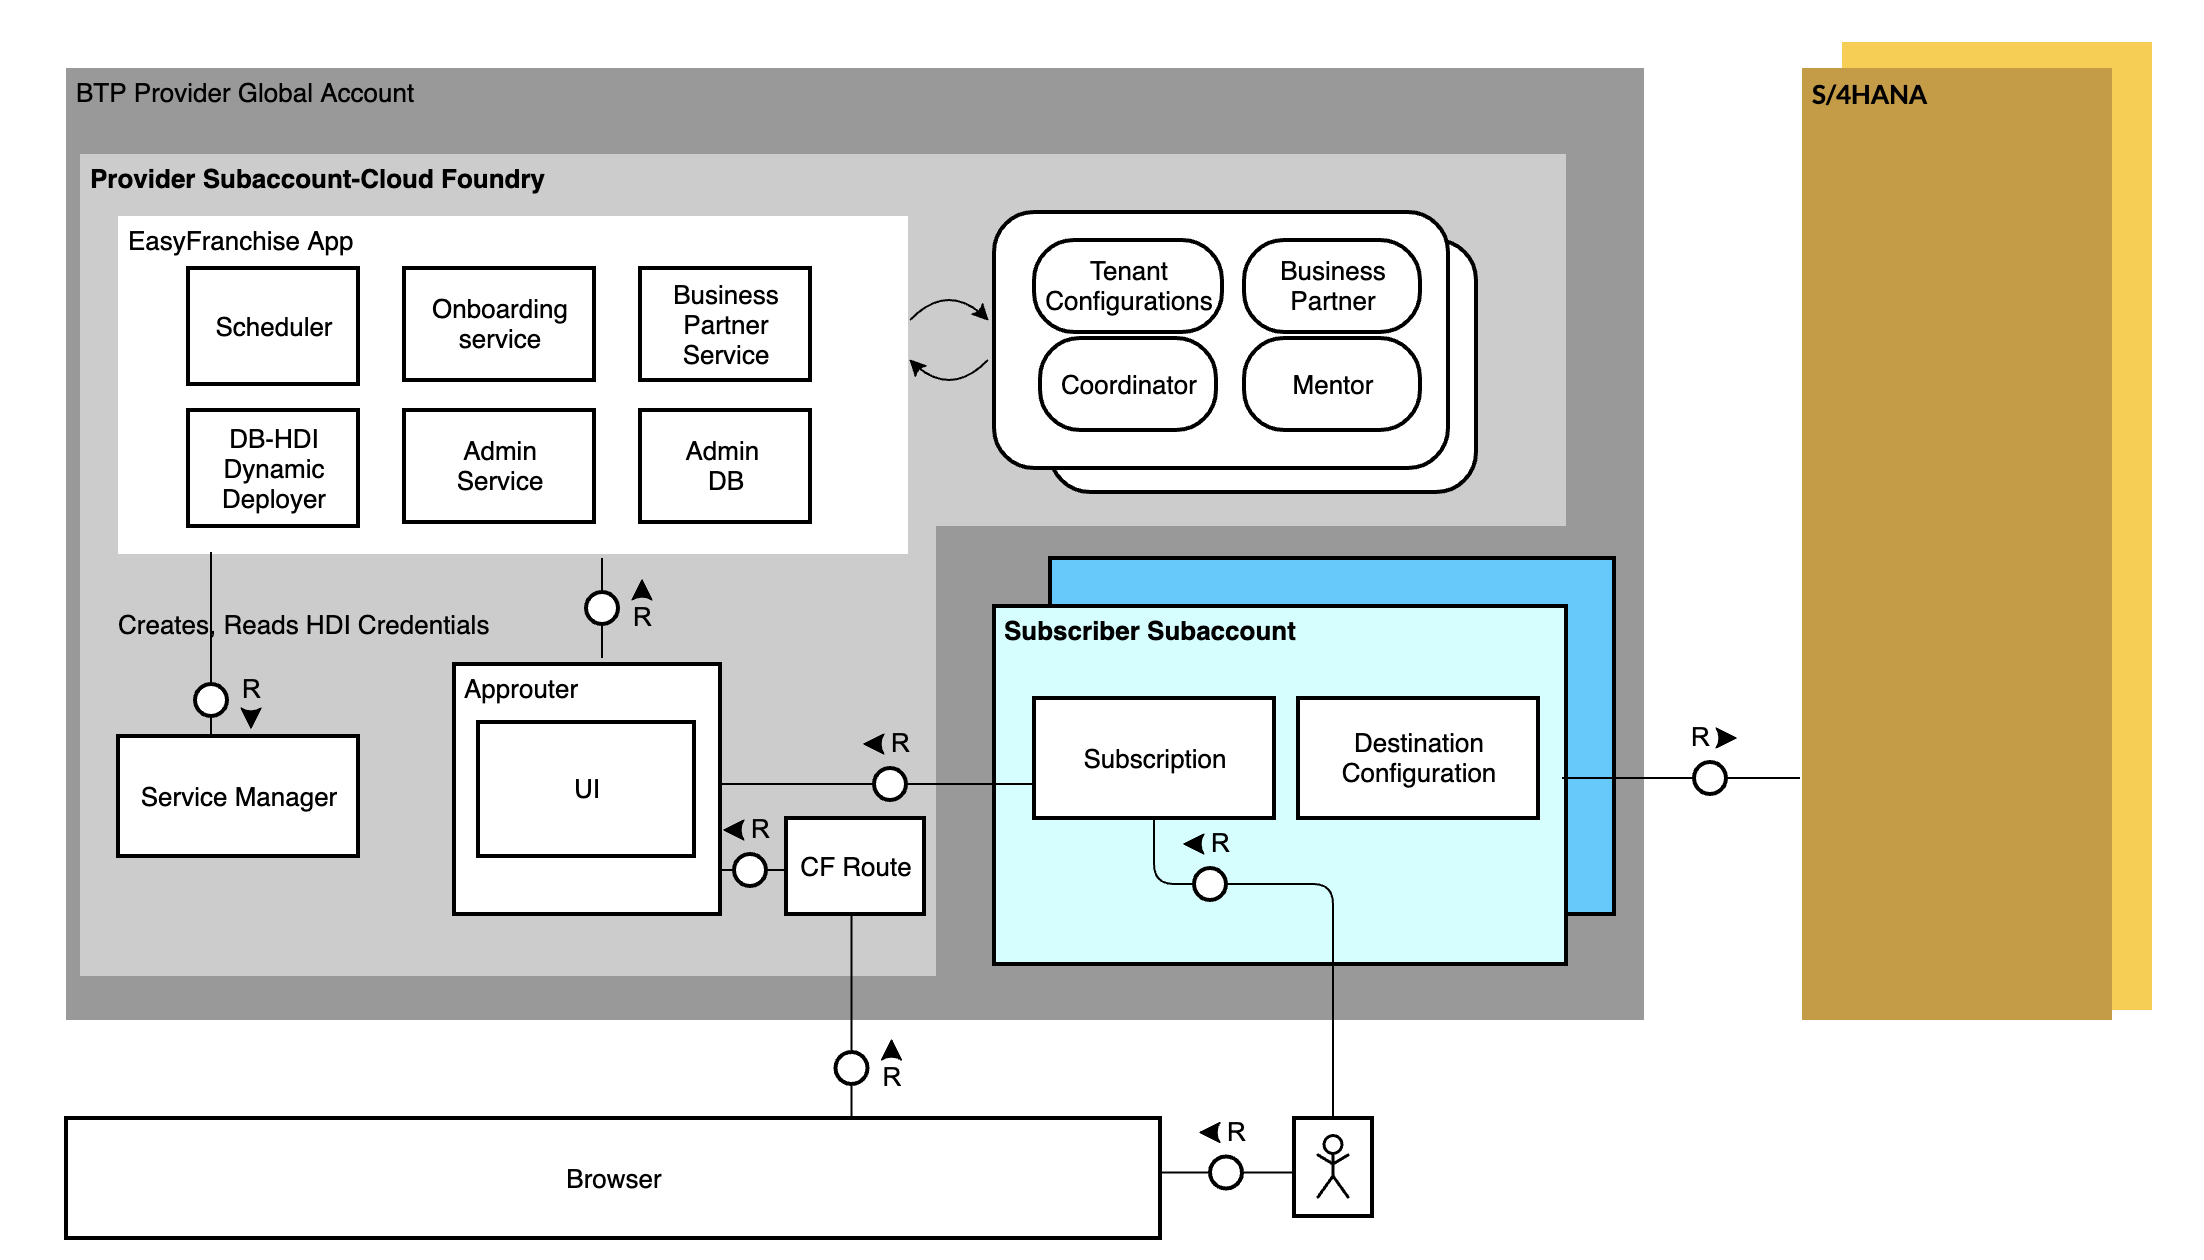 BTP Provider Global Account
S/4HANA
Provider Subaccount-Cloud Foundry
EasyFranchise App
Scheduler
Onboarding
service
Business
Partner
Service
DB-HDI
Dynamic
Deployer
Admin
Service
Admin
DB
Tenant
Configurations
Business
Partner
Coordinator
Mentor
Creates, Reads HDI Credentials
R
R
Service Manager
Approuter
UI
R
R
CF Route
Subscriber Subaccount
Subscription
Destination
Configuration
R
R
R
Browser
R